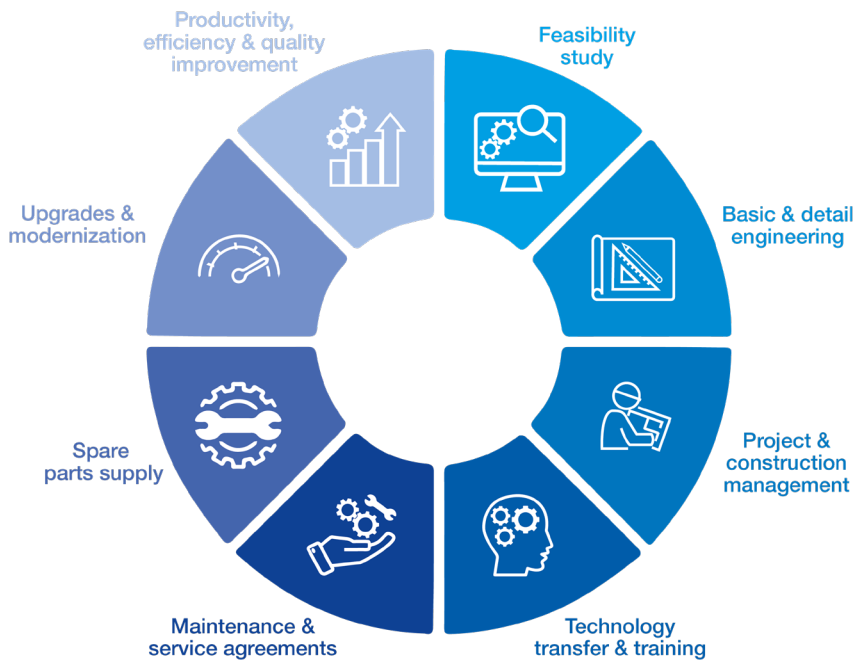 Productivity,
efficiency & quality
improvement
Feasibility
study
Upgrades &
modernization
Basic & detail
engineering
Spare
parts supply
Project &
construction
management
Maintenance &
service agreements
Technology
transfer & training